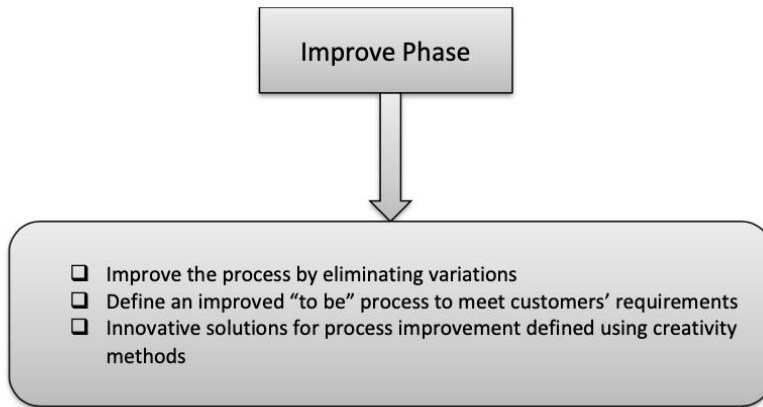 Improve Phase
❑ Improve the process by eliminating variations
❑ Define an improved “to be” process to meet customers’ requirements
❑ Innovative solutions for process improvement defined using creativity
methods